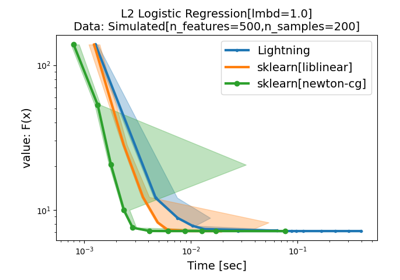 L2 Logistic Regression[lmbd=1.0]
Data: Simulated[n_features=500,n_samples=200]
Lightning
sklearn[liblinear]
sklearn[newton-cg]
value: F(x)
10²
10¹
10⁻³
10⁻²
10⁻¹
Time [sec]